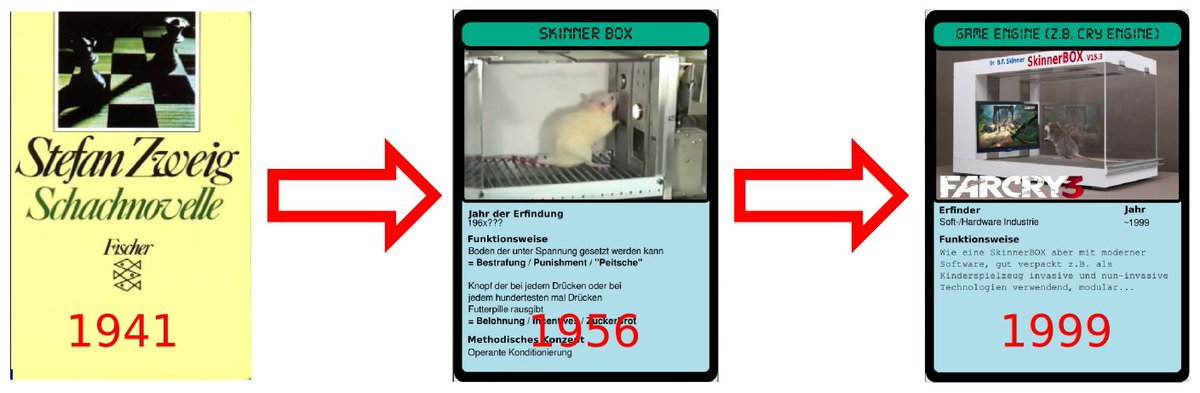 Stefan Zweig
Schachnovelle
Fischer
1941
SKINNER BOX
Jahr der Erfindung
196x???
Funktionsweise
Boden der unter Spannung gesetzt werden kann
= Bestrafung / Punishment / "Peitsche"
Knopf der bei jedem Drücken oder bei
jedem hundertesten mal Drücken
Futterpille rausgibt
= Belohnung / Incentives / Zuckerbrot
1956
Methodisches Konzept
Operante Konditionierung
GAME ENGINE (Z.B. CRY ENGINE)
Dr B.F. Skinner SkinnerBOX V15.3
FARCRY3
Erfinder Jahr
Soft-/Hardware Industrie ~1999
Funktionsweise
Wie eine SkinnerBOX aber mit moderner
Software, gut verpackt z.B. als
Kinderspielzeug Invasive und nun-invasive
Technologien verwendend, modular...
1999